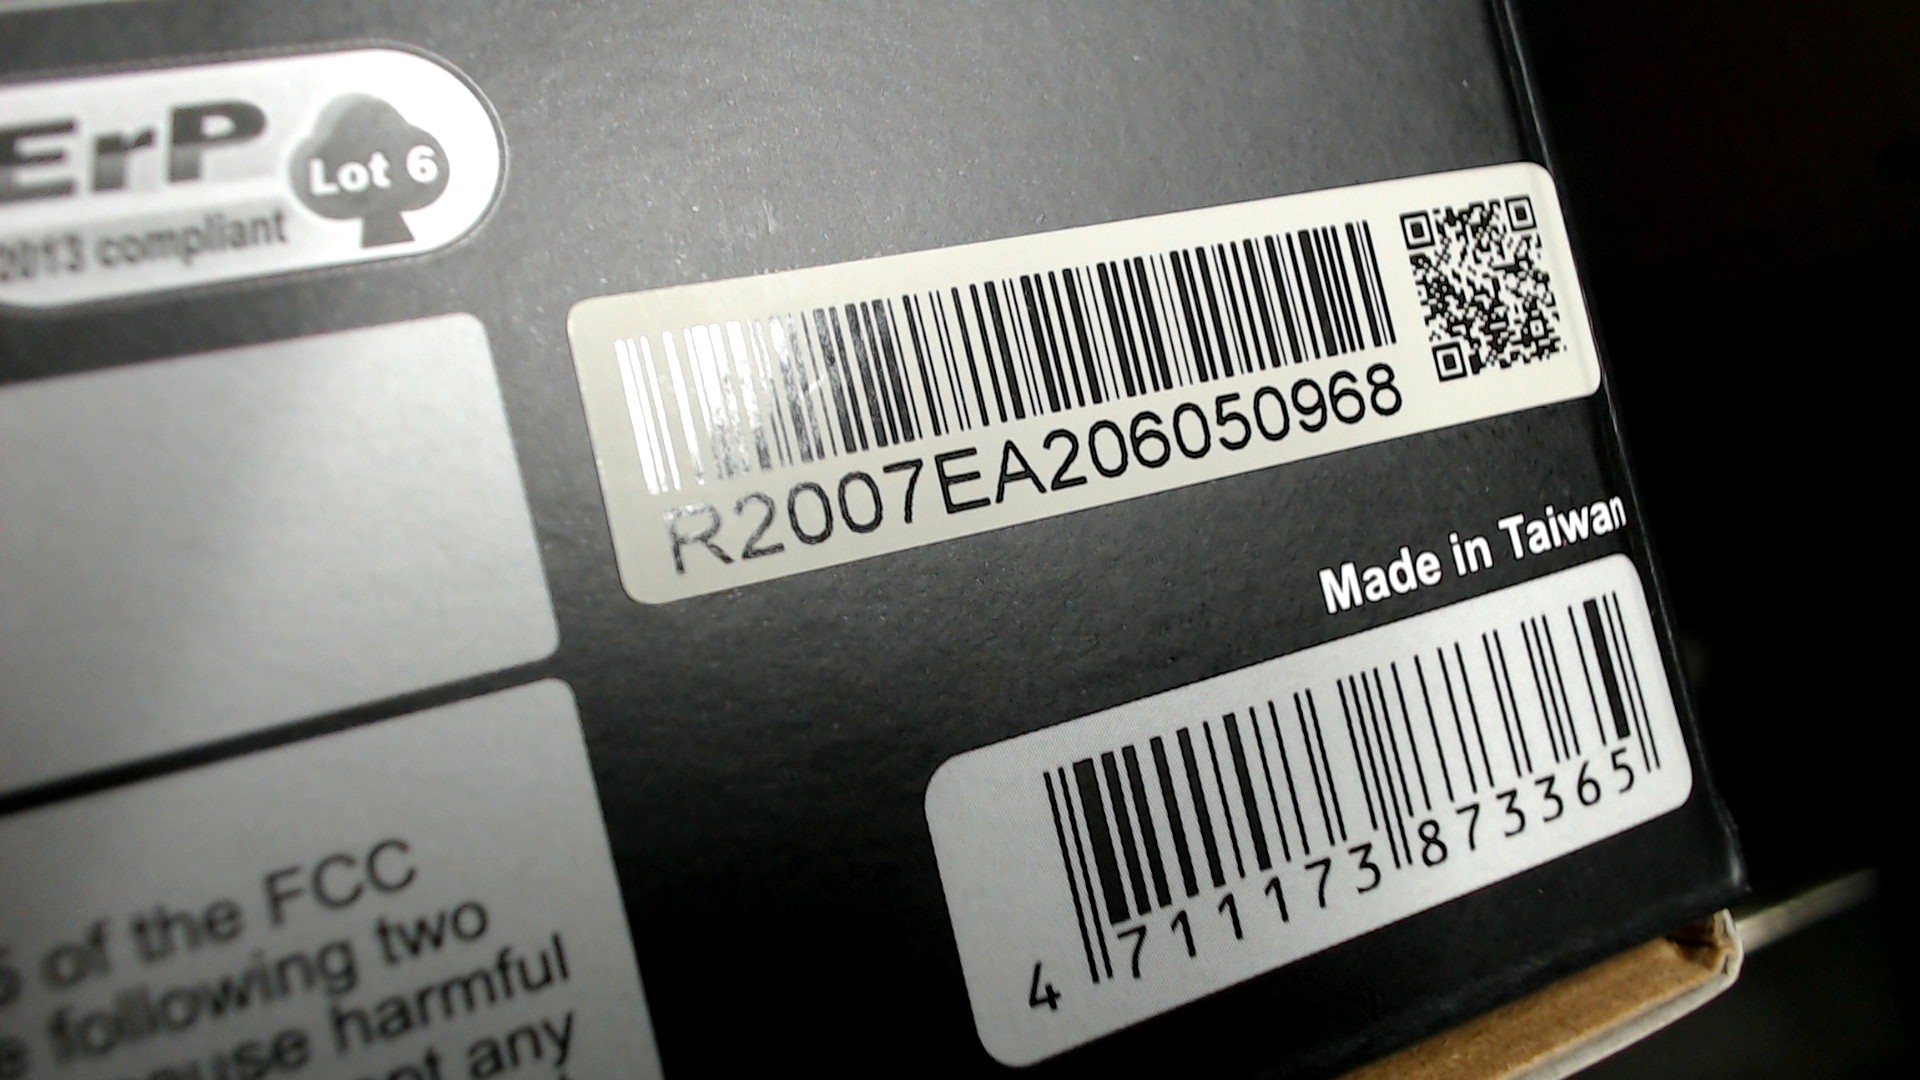 ErP
Lot 6
2013 compliant
R2007EA206050968
Made in Taiwan
4 711173 873365
of the FCC
following two
harmful
any